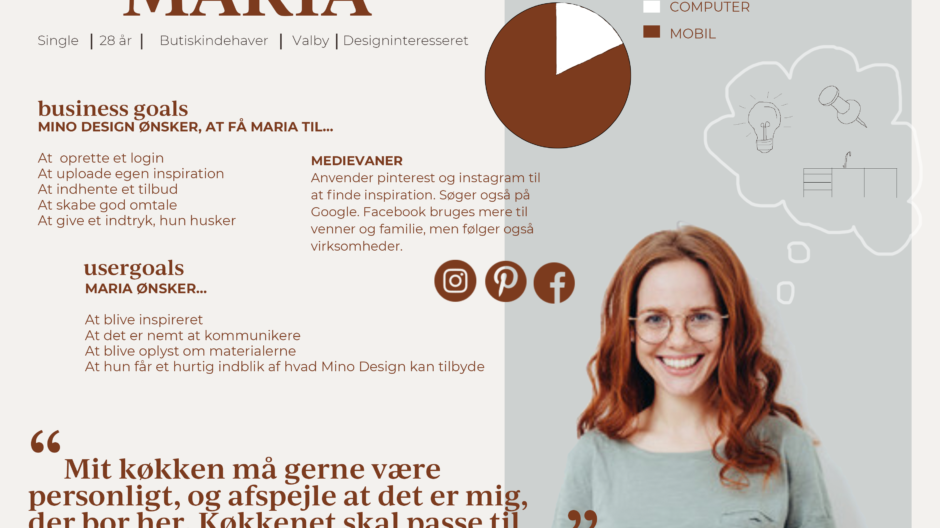 MARIA
Single | 28 år | Butiskindehaver | Valby | Designinteresseret
COMPUTER
MOBIL
business goals
MINO DESIGN ØNSKER, AT FÅ MARIA TIL...
At oprette et login
At uploade egen inspiration
At indhente et tilbud
At skabe god omtale
At give et indtryk, hun husker
MEDIEVANER
Anvender pinterest og instagram til
at finde inspiration. Søger også på
Google. Facebook bruges mere til
venner og familie, men følger også
virksomheder.
usergoals
MARIA ØNSKER...
At blive inspireret
At det er nemt at kommunikere
At blive oplyst om materialerne
At hun får et hurtig indblik af hvad Mino Design kan tilbyde
“ Mit køkken må gerne være
personligt, og afspejle at det er mig,
der bor her. Køkkenet skal passe til ”